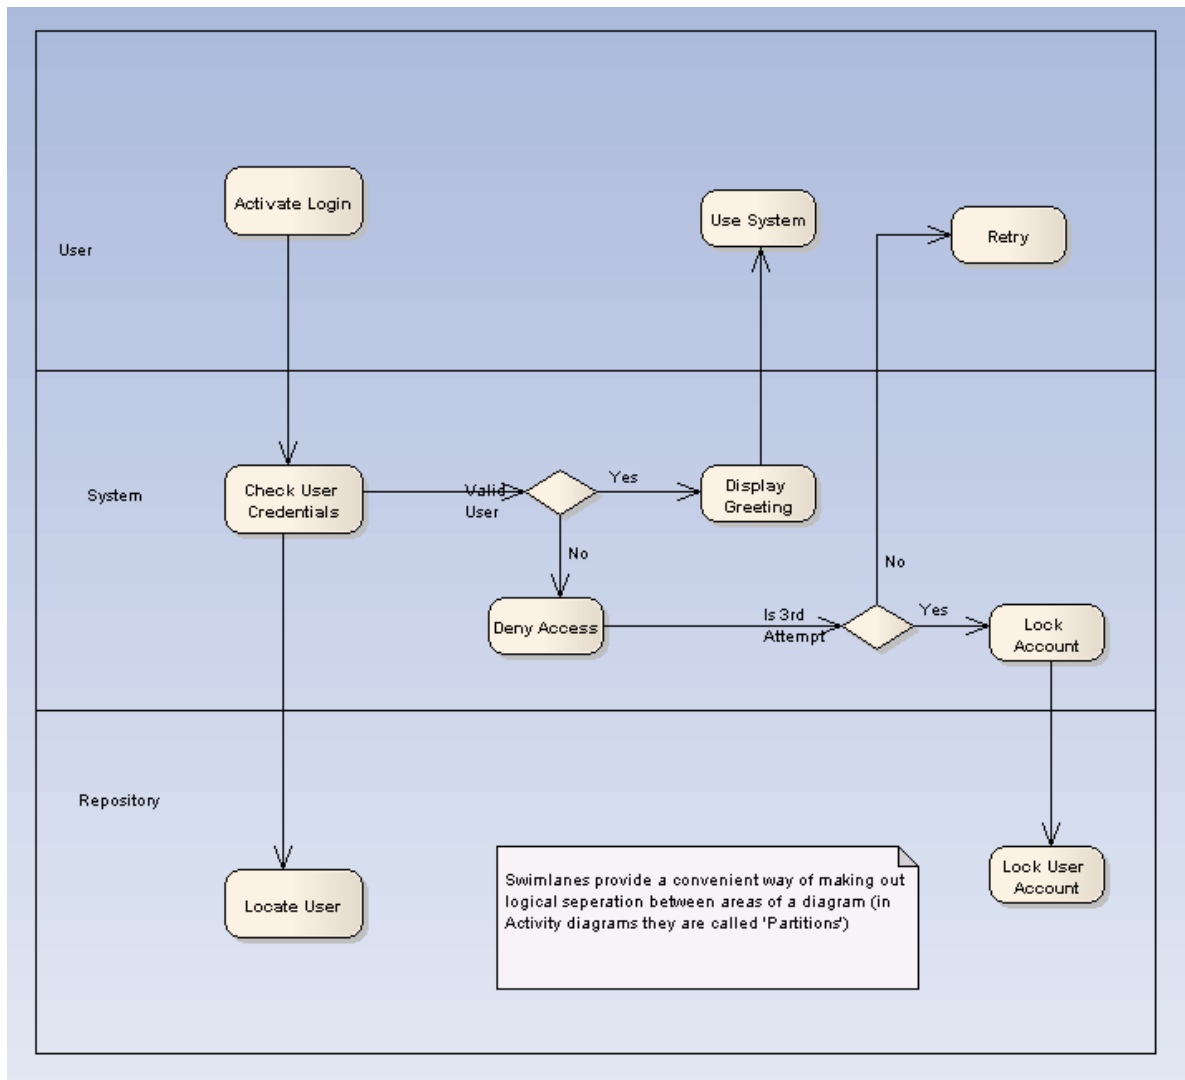 Activate Login
Use System
Retry
User
System
Check User
Credentials
Valid
User
Yes
Display
Greeting
No
Deny Access
Is 3rd
Attempt
No
Yes
Lock
Account
Repository
Locate User
Swimlanes provide a convenient way of making out
logical seperation between areas of a diagram (in
Activity diagrams they are called 'Partitions')
Lock User
Account